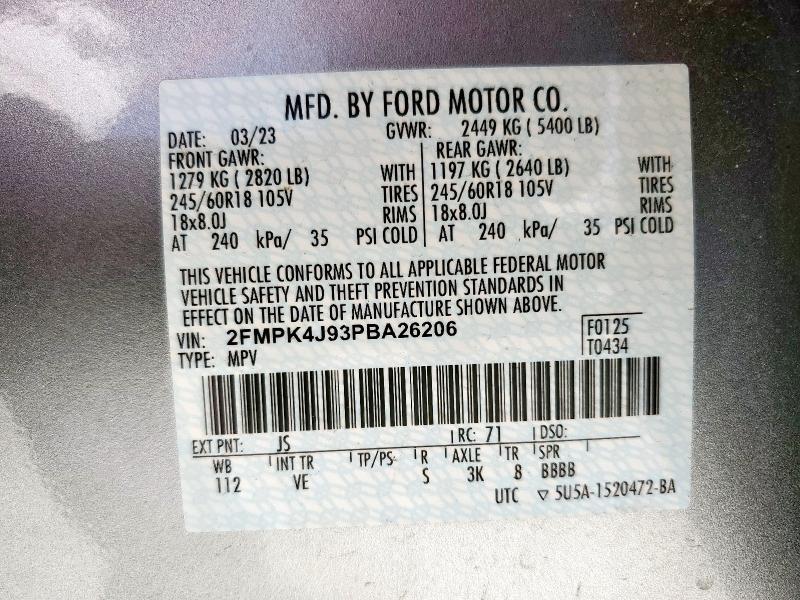 MFD. BY FORD MOTOR CO.
DATE: 03/23 GVWR: 2449 KG ( 5400 LB)
FRONT GAWR: REAR GAWR:
1279 KG ( 2820 LB) WITH 1197 KG ( 2640 LB) WITH
245/60R18 105V TIRES 245/60R18 105V TIRES
18x8.0J RIMS 18x8.0J RIMS
AT 240 kPa/ 35 PSI COLD AT 240 kPa/ 35 PSI COLD
THIS VEHICLE CONFORMS TO ALL APPLICABLE FEDERAL MOTOR
VEHICLE SAFETY AND THEFT PREVENTION STANDARDS IN
EFFECT ON THE DATE OF MANUFACTURE SHOWN ABOVE.
VIN: 2FMPK4J93PBA26206 F0125
TYPE: MPV T0434
EXT PNT: JS RC: 71 DSO:
WB INT TR TP/PS R AXLE TR SPR
112 VE S 3K 8 BBBB
UTC ▽ 5U5A-1520472-BA